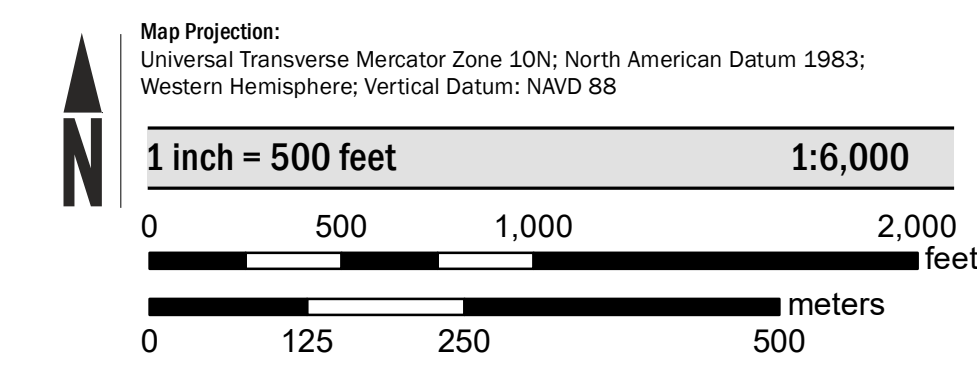 Map Projection:
Universal Transverse Mercator Zone 10N; North American Datum 1983;
Western Hemisphere; Vertical Datum: NAVD 88
N
1 inch = 500 feet 1:6,000
0 500 1,000 2,000
feet
meters
0 125 250 500